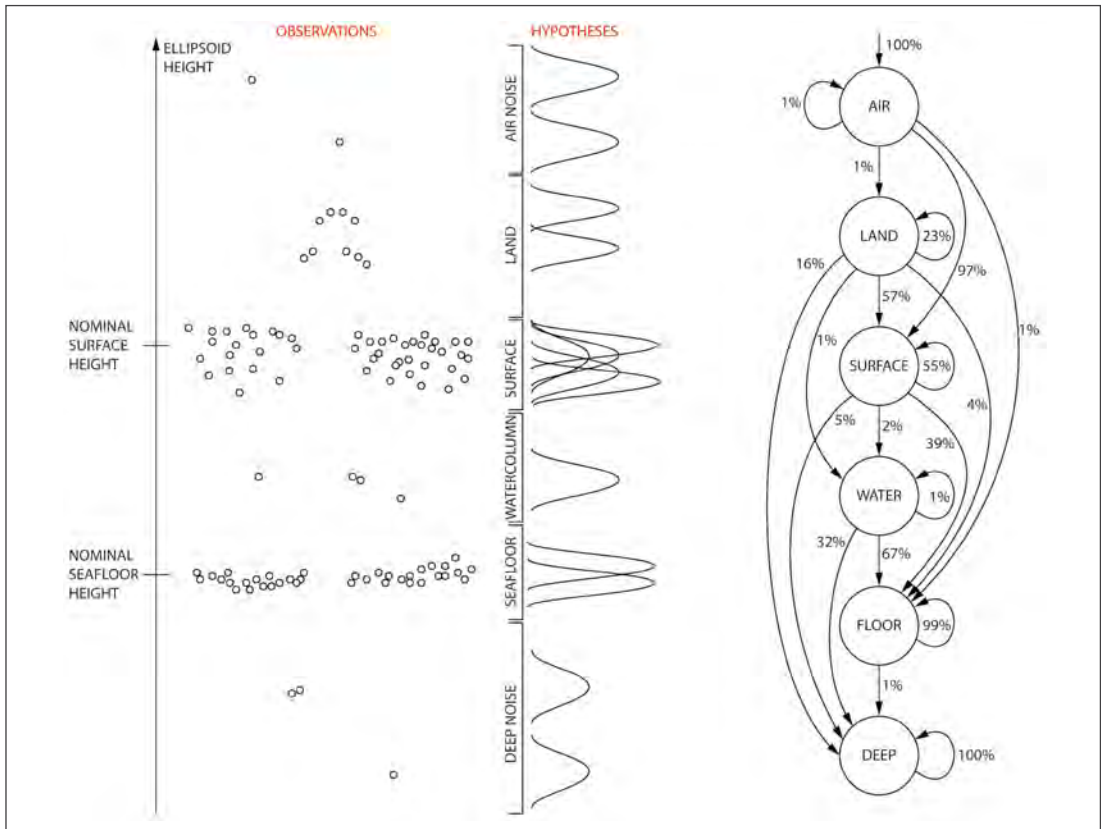 OBSERVATIONS
HYPOTHESES
ELLIPSOID
HEIGHT
AIR NOISE
LAND
NOMINAL
SURFACE
HEIGHT
SURFACE
WATERCOLUMN
NOMINAL
SEAFLOOR
HEIGHT
SEAFLOOR
DEEP NOISE
100%
AIR
1%
1%
LAND
23%
16%
97%
57%
1%
1%
SURFACE
55%
4%
5%
2%
39%
WATER
1%
32%
67%
FLOOR
99%
1%
DEEP
100%